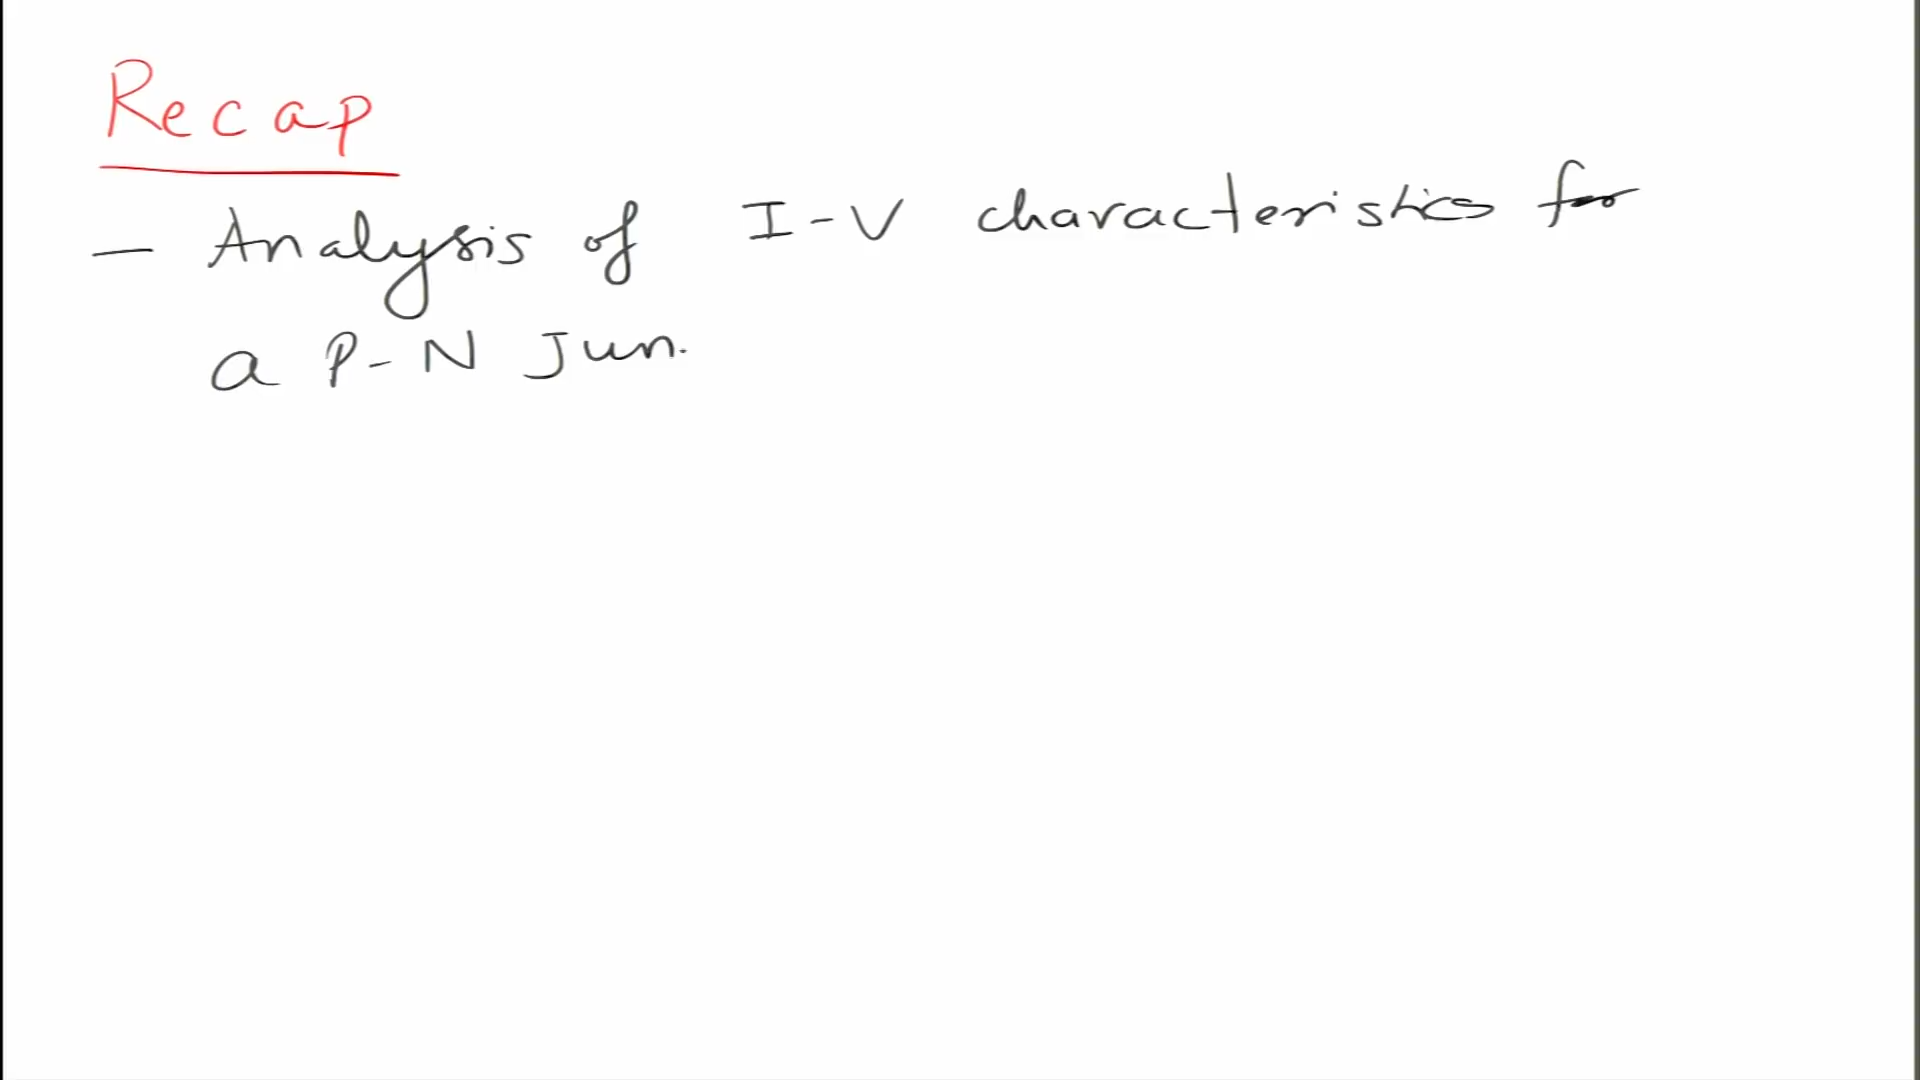 Recap
- Analysis of I-V characteristics for
a P-N Jun.